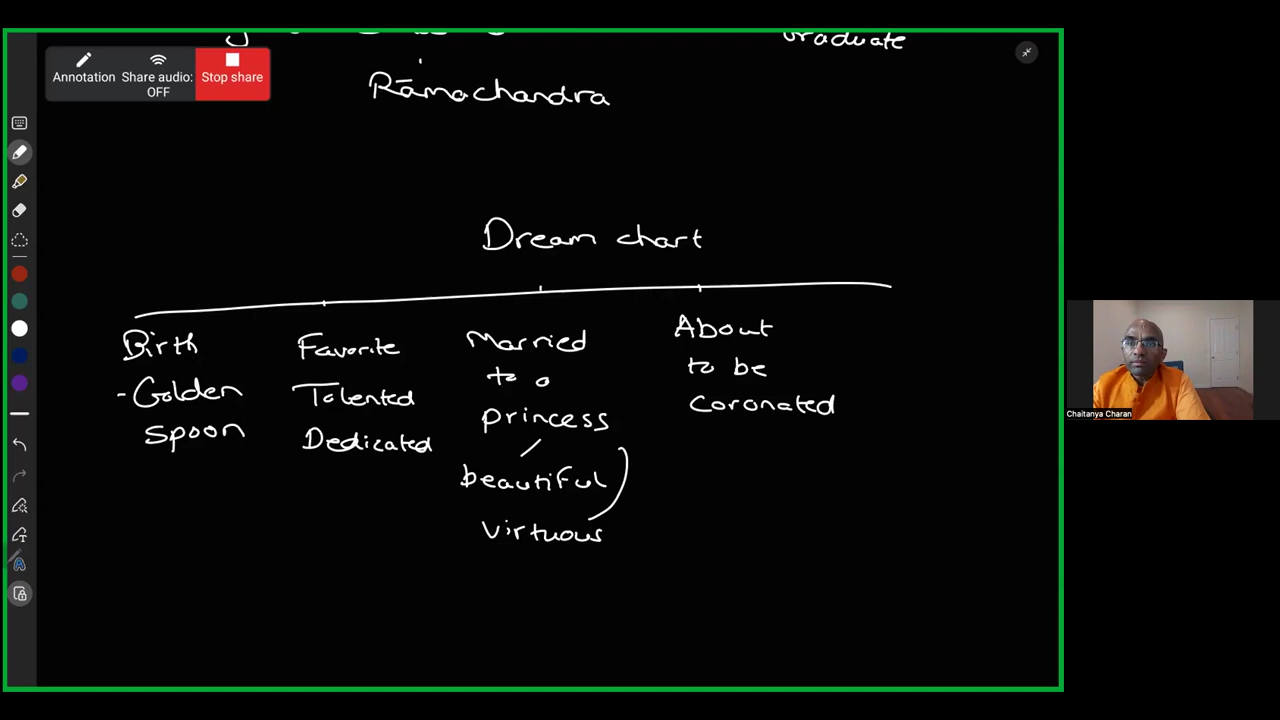 Graduate
Annotation
Share audio:
OFF
Stop share
Rāmachandra
Dream chart
Birth
- Golden
spoon
Favorite
Talented
Dedicated
Married
to a
princess
beautiful
virtuous
About
to be
coronated
Chaitanya Charan